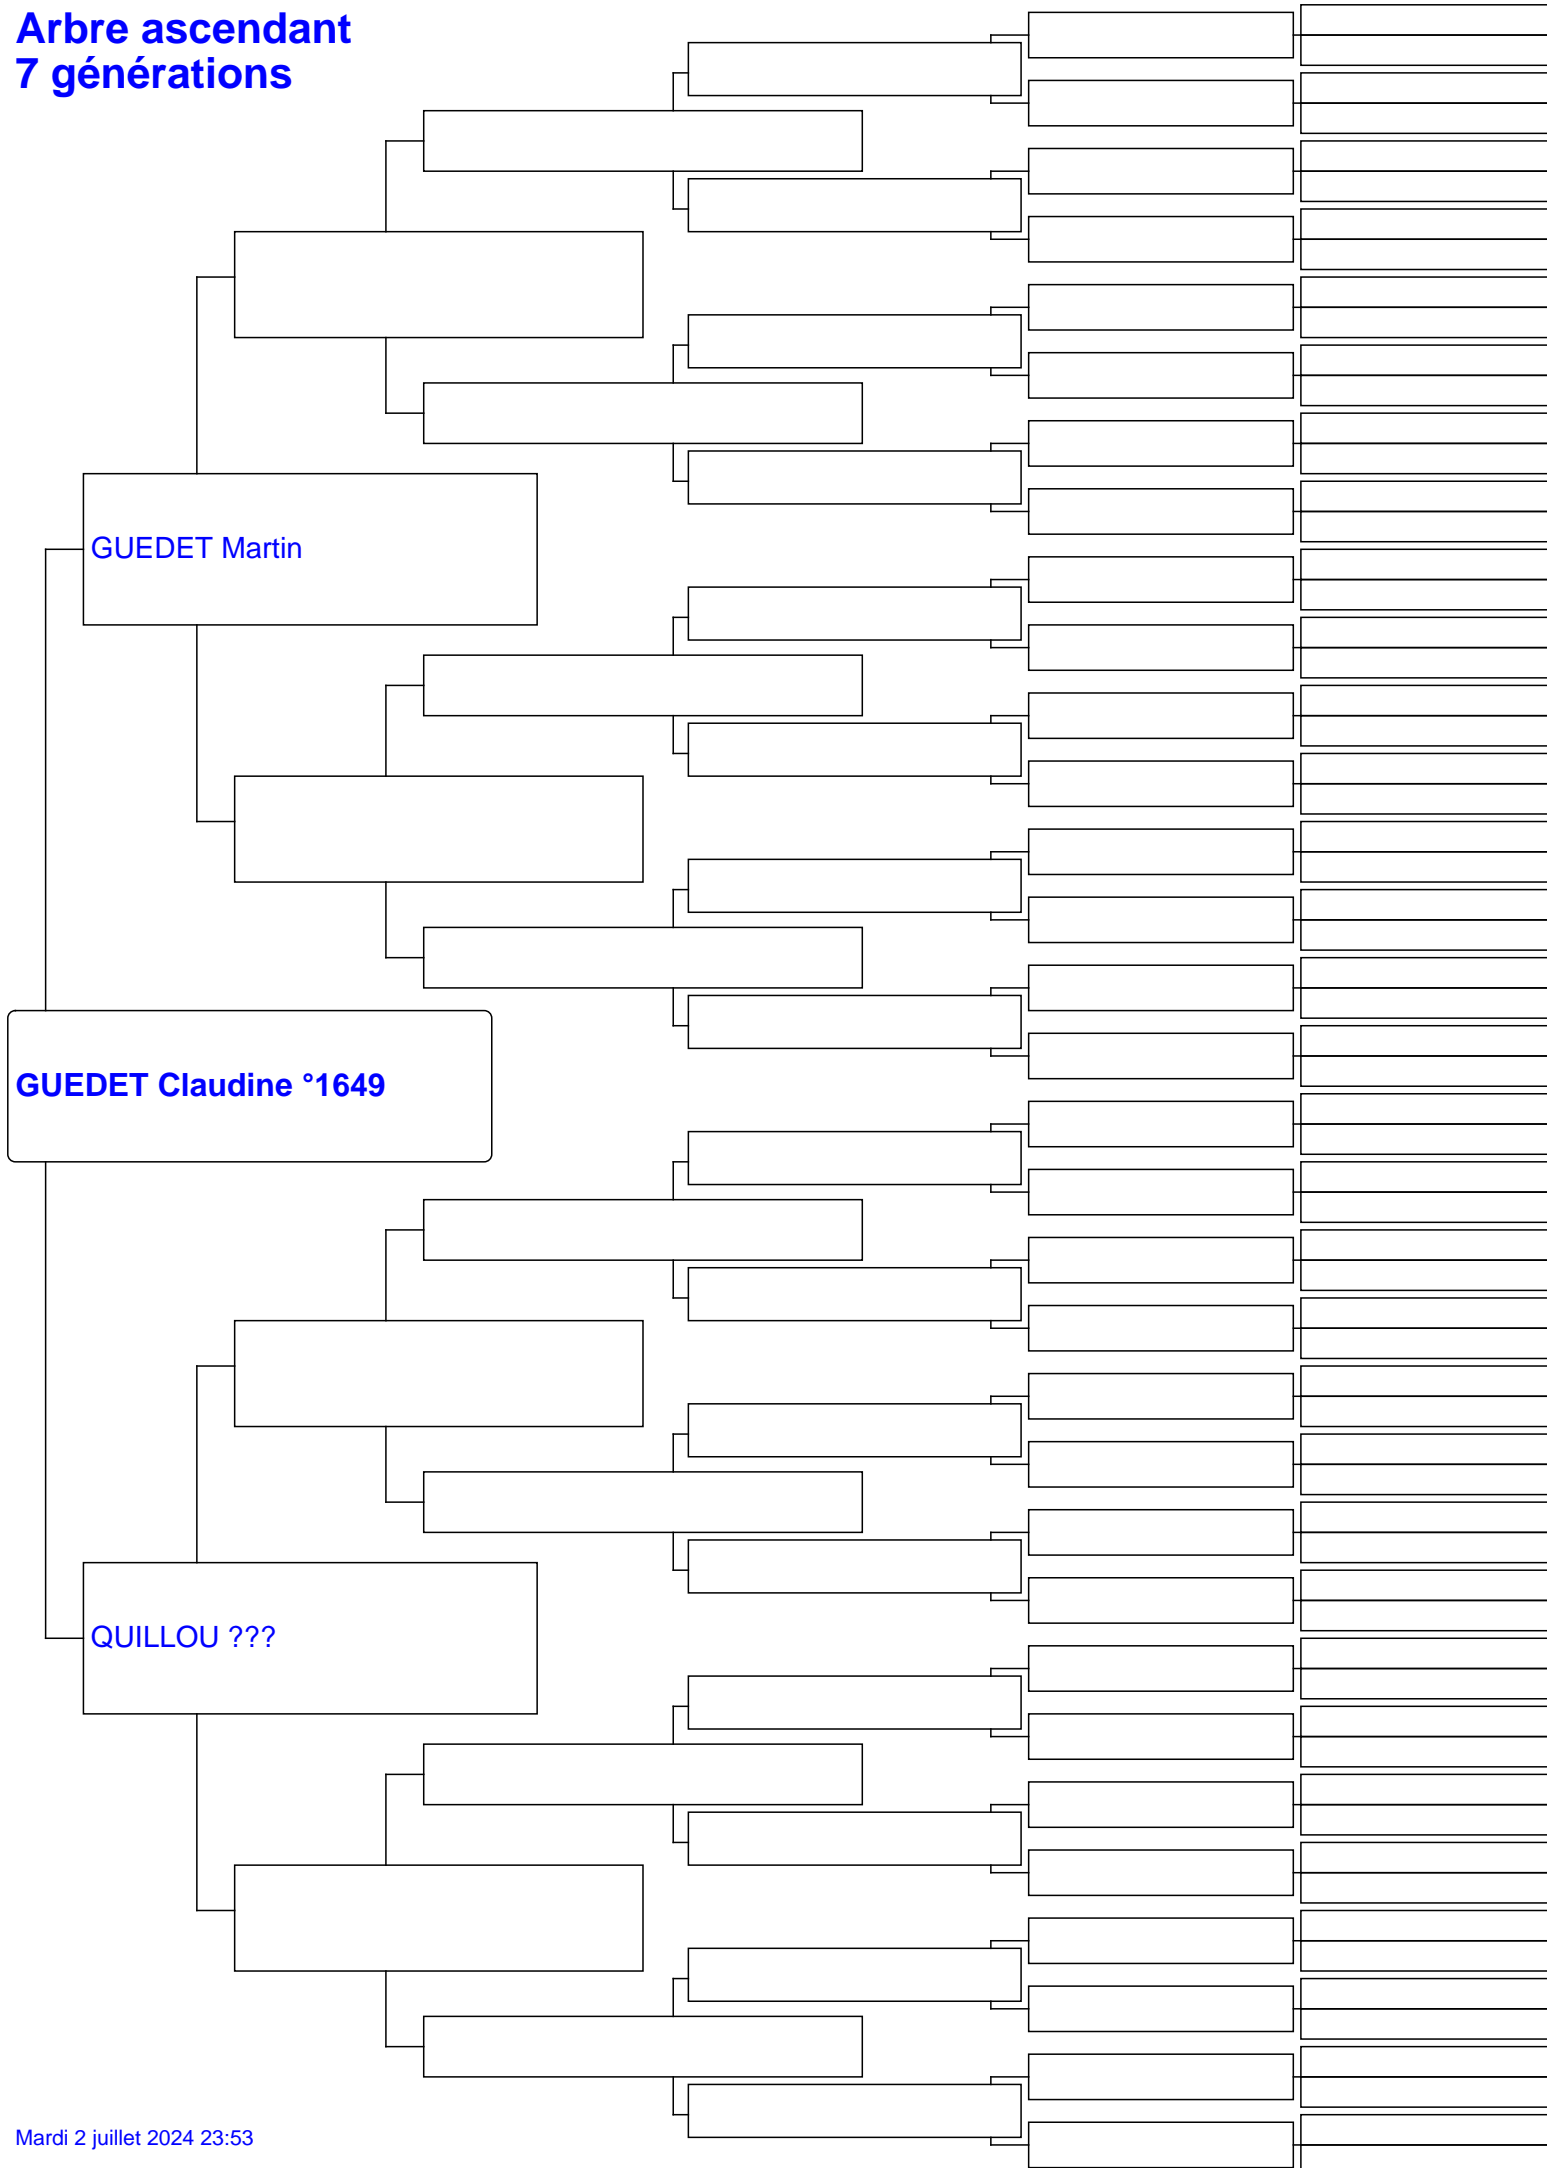 Arbre ascendant
7 générations
GUEDET Martin
GUEDET Claudine °1649
QUILLOU ???
Mardi 2 juillet 2024 23:53